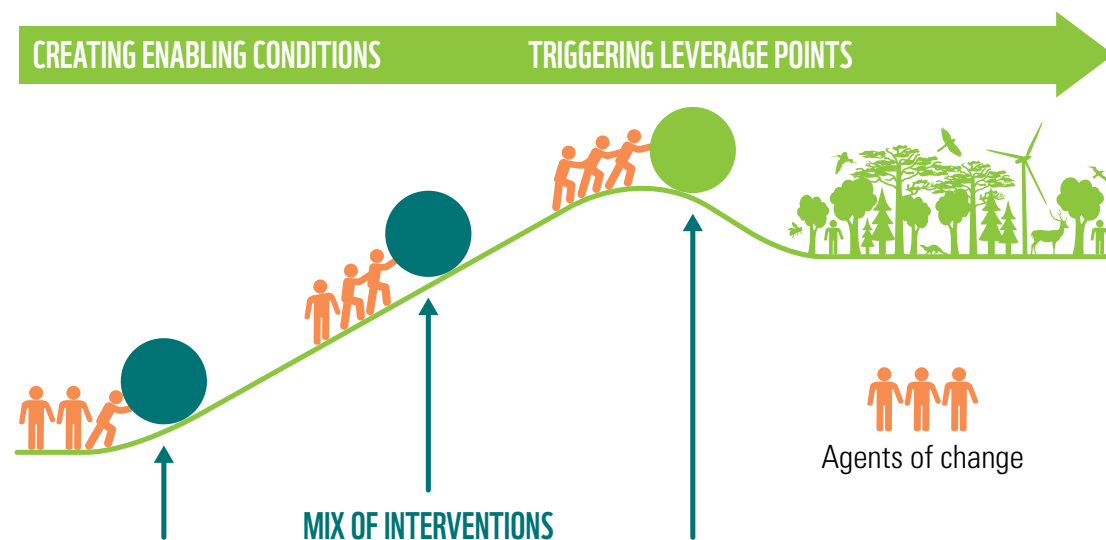 CREATING ENABLING CONDITIONS
TRIGGERING LEVERAGE POINTS
Agents of change
MIX OF INTERVENTIONS